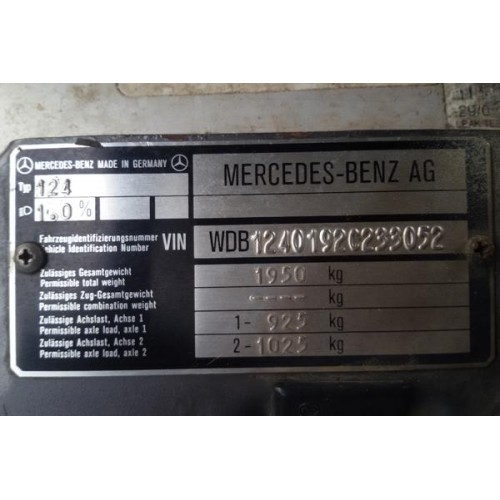 MERCEDES-BENZ MADE IN GERMANY
MERCEDES-BENZ AG
Typ 124
1.0%
Fahrzeugidentifizierungsnummer
Vehicle Identification Number
VIN
WDB1240192C233052
Zulässiges Gesamtgewicht
Permissible total weight
1950 kg
Zulässiges Zug-Gesamtgewicht
Permissible combination weight
---- kg
Zulässige Achslast, Achse 1
Permissible axle load, axle 1
1- 925 kg
Zulässige Achslast, Achse 2
Permissible axle load, axle 2
2- 1025 kg